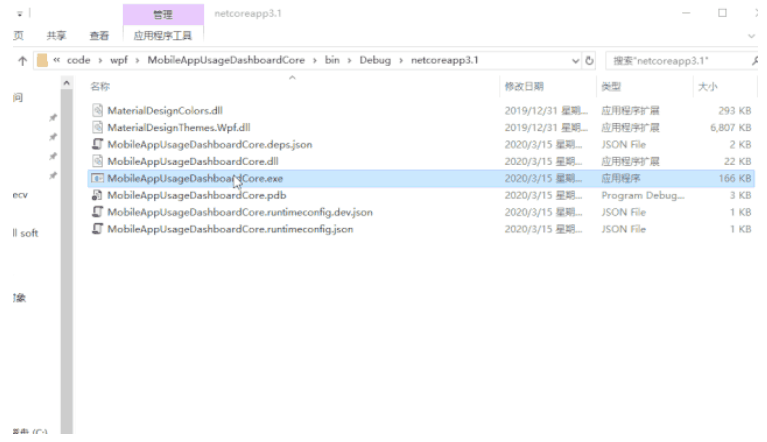 管理 netcoreapp3.1
页 共享 查看 应用程序工具
« code › wpf › MobileAppUsageDashboardCore › bin › Debug › netcoreapp3.1 搜索"netcoreapp3.1"
名称 修改日期 类型 大小
MaterialDesignColors.dll 2019/12/31 星期... 应用程序扩展 293 KB
MaterialDesignThemes.Wpf.dll 2019/12/31 星期... 应用程序扩展 6,807 KB
MobileAppUsageDashboardCore.deps.json 2020/3/15 星期... JSON File 2 KB
MobileAppUsageDashboardCore.dll 2020/3/15 星期... 应用程序扩展 22 KB
MobileAppUsageDashboardCore.exe 2020/3/15 星期... 应用程序 166 KB
MobileAppUsageDashboardCore.pdb 2020/3/15 星期... Program Debug... 3 KB
MobileAppUsageDashboardCore.runtimeconfig.dev.json 2020/3/15 星期... JSON File 1 KB
MobileAppUsageDashboardCore.runtimeconfig.json 2020/3/15 星期... JSON File 1 KB
问
ecv
ll soft
对象
(C:)